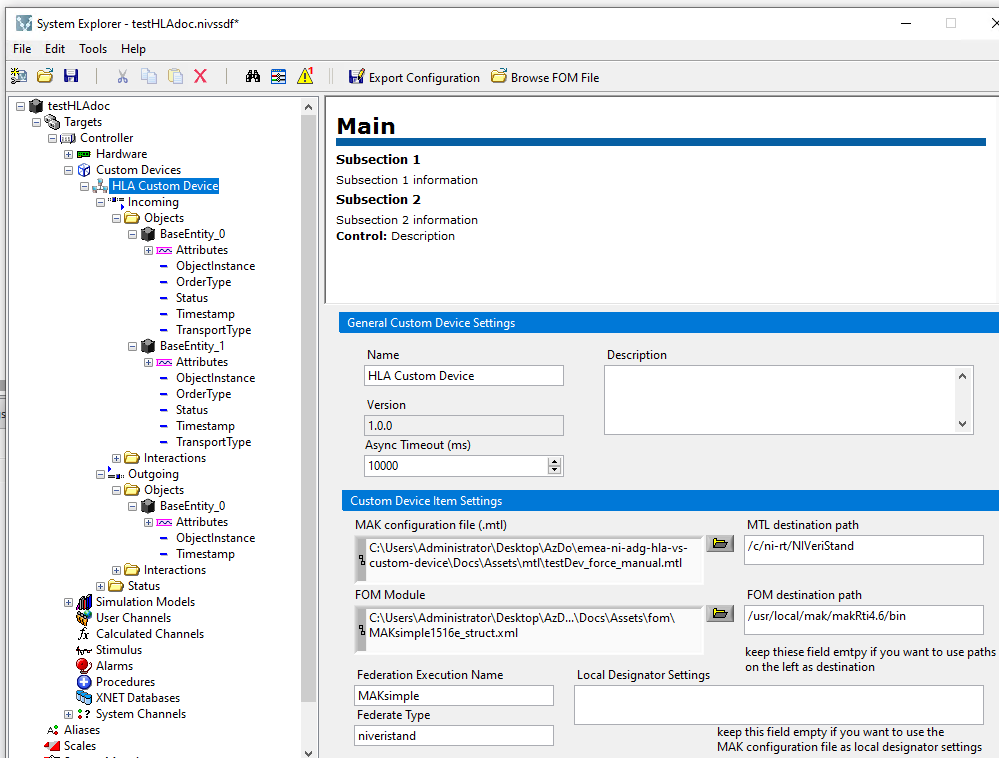 System Explorer - testHLAdoc.nivssdf*
File Edit Tools Help
Export Configuration Browse FOM File
testHLAdoc
Targets
Controller
Hardware
Custom Devices
HLA Custom Device
Incoming
Objects
BaseEntity_0
Attributes
ObjectInstance
OrderType
Status
Timestamp
TransportType
BaseEntity_1
Attributes
ObjectInstance
OrderType
Status
Timestamp
TransportType
Interactions
Outgoing
Objects
BaseEntity_0
Attributes
ObjectInstance
Timestamp
Interactions
Status
Simulation Models
User Channels
Calculated Channels
Stimulus
Alarms
Procedures
XNET Databases
System Channels
Aliases
Scales
Main
Subsection 1
Subsection 1 information
Subsection 2
Subsection 2 information
Control: Description
General Custom Device Settings
Name
HLA Custom Device
Description
Version
1.0.0
Async Timeout (ms)
10000
Custom Device Item Settings
MAK configuration file (.mtl)
C:\Users\Administrator\Desktop\AzDo\emea-ni-adg-hla-vs-
custom-device\Docs\Assets\mtl\testDev_force_manual.mtl
MTL destination path
/c/ni-rt/NIVeriStand
FOM Module
C:\Users\Administrator\Desktop\AzD...\Docs\Assets\fom\
MAKsimple1516e_struct.xml
FOM destination path
/usr/local/mak/makRti4.6/bin
keep thiese field emtpy if you want to use paths
on the left as destination
Federation Execution Name
MAKsimple
Federate Type
niveristand
Local Designator Settings
keep this field empty if you want to use the
MAK configuration file as local designator settings